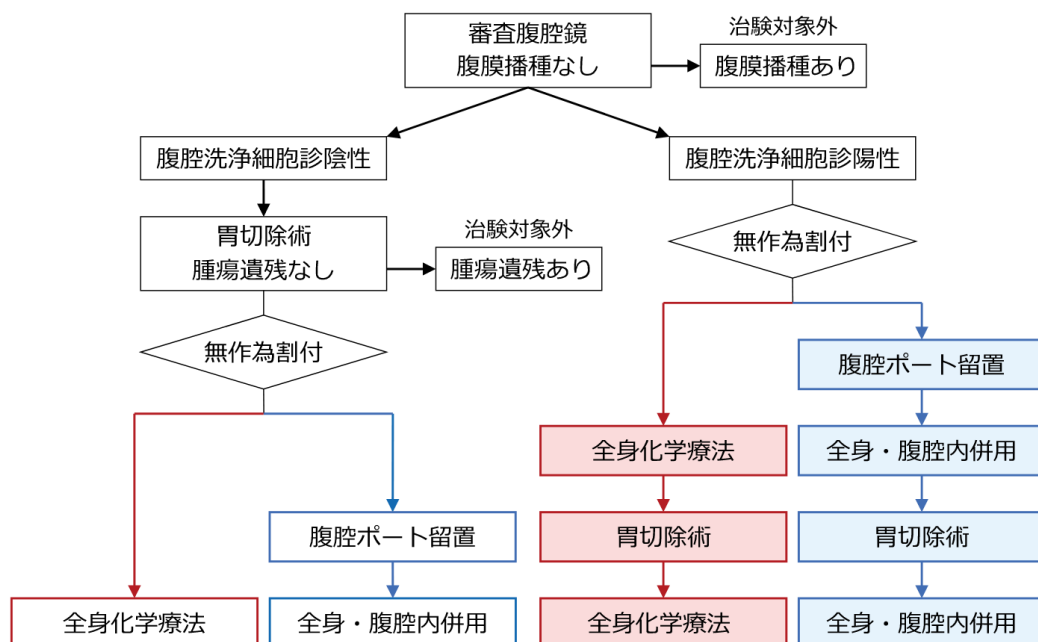 審査腹腔鏡
腹膜播種なし
治験対象外
腹膜播種あり
腹腔洗浄細胞診陰性
腹腔洗浄細胞診陽性
胃切除術
腫瘍遺残なし
治験対象外
腫瘍遺残あり
無作為割付
無作為割付
腹腔ポート留置
全身化学療法
全身・腹腔内併用
腹腔ポート留置
胃切除術
胃切除術
全身化学療法
全身・腹腔内併用
全身化学療法
全身・腹腔内併用